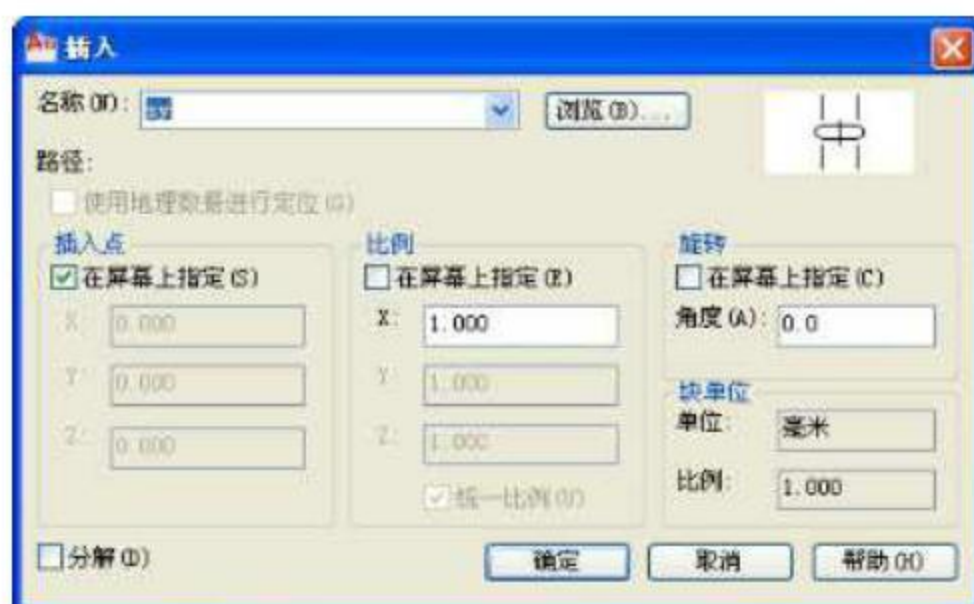 插入
名称(N): 浏览(B)...
路径:
使用地理数据进行定位(G)
插入点 比例 旋转
在屏幕上指定(S) 在屏幕上指定(E) 在屏幕上指定(C)
X: 0.000 X: 1.000 角度(A): 0.0
Y: 0.000 Y: 1.000 块单位
Z: 0.000 Z: 1.000 单位: 毫米
统一比例(U) 比例: 1.000
分解(D) 确定 取消 帮助(H)